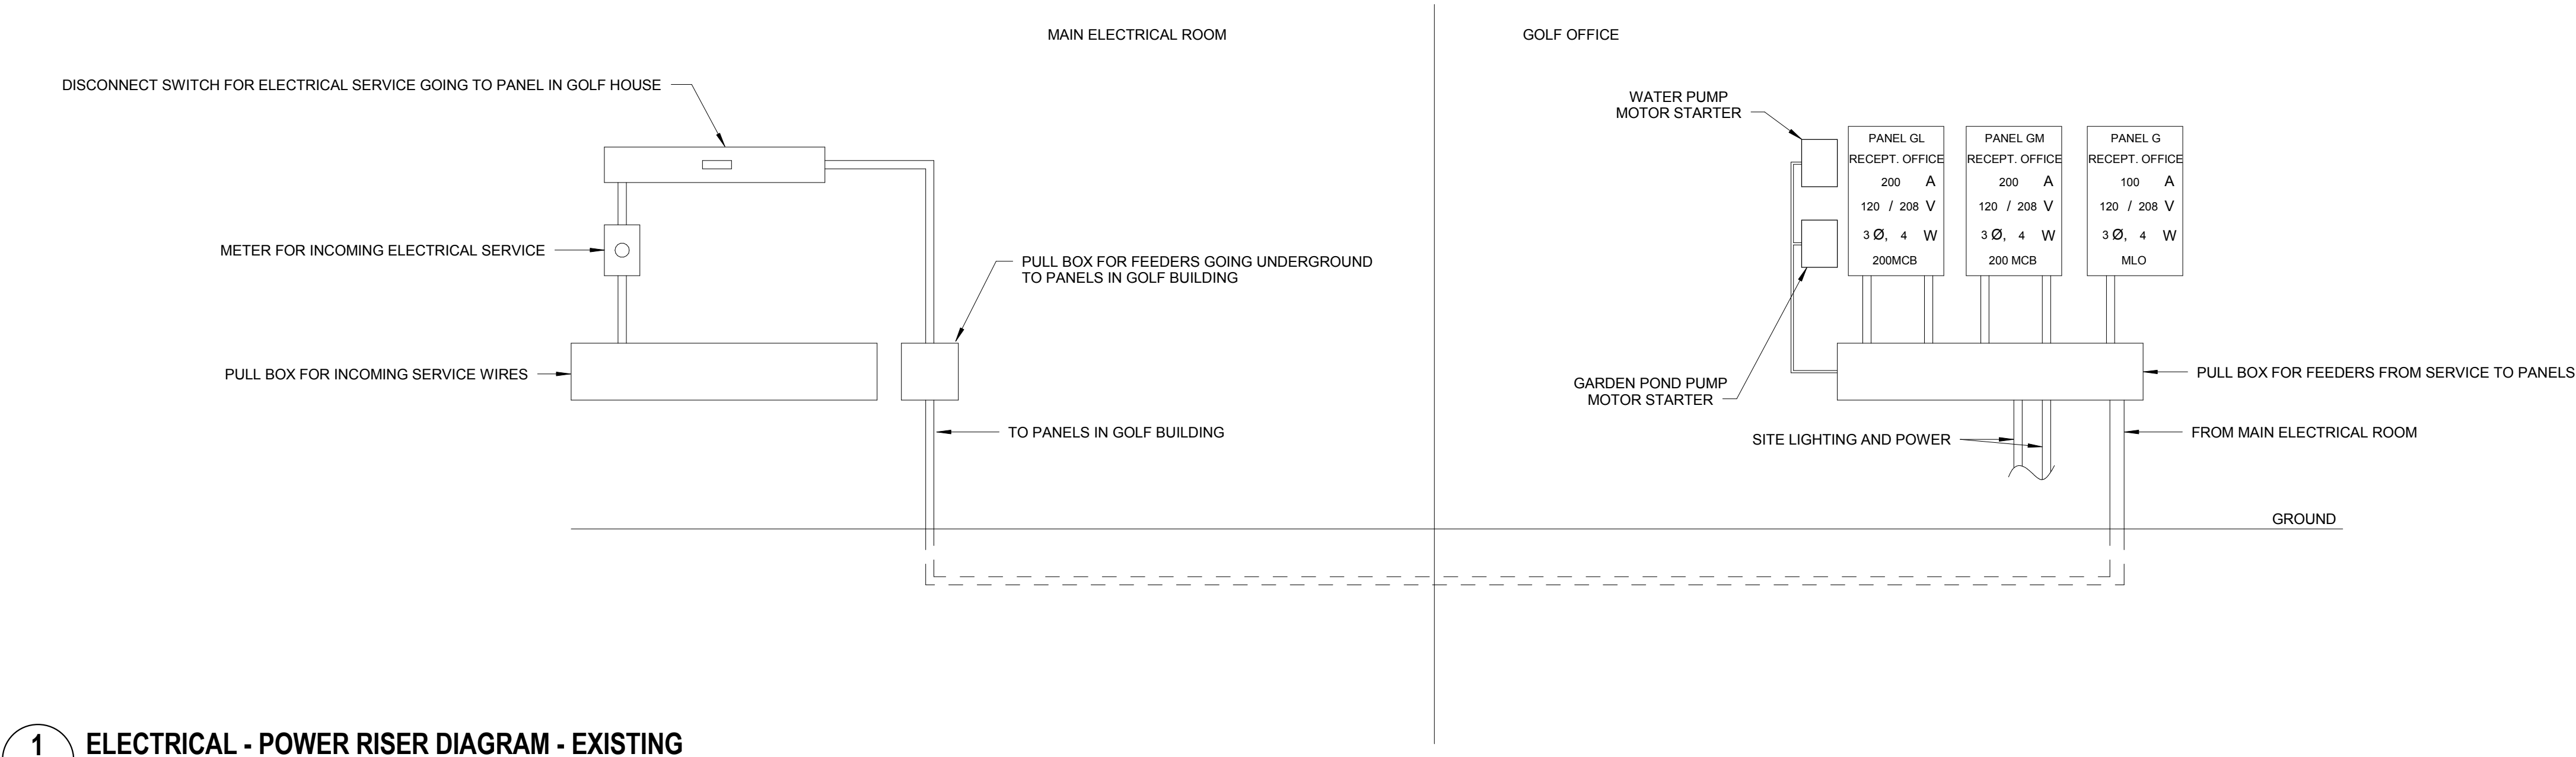 MAIN ELECTRICAL ROOM
GOLF OFFICE
DISCONNECT SWITCH FOR ELECTRICAL SERVICE GOING TO PANEL IN GOLF HOUSE
METER FOR INCOMING ELECTRICAL SERVICE
PULL BOX FOR INCOMING SERVICE WIRES
PULL BOX FOR FEEDERS GOING UNDERGROUND
TO PANELS IN GOLF BUILDING
TO PANELS IN GOLF BUILDING
WATER PUMP
MOTOR STARTER
GARDEN POND PUMP
MOTOR STARTER
PANEL GL
RECEPT. OFFICE
200 A
120 / 208 V
3 Ø, 4 W
200MCB
PANEL GM
RECEPT. OFFICE
200 A
120 / 208 V
3 Ø, 4 W
200 MCB
PANEL G
RECEPT. OFFICE
100 A
120 / 208 V
3 Ø, 4 W
MLO
PULL BOX FOR FEEDERS FROM SERVICE TO PANELS
SITE LIGHTING AND POWER
FROM MAIN ELECTRICAL ROOM
GROUND
1
ELECTRICAL - POWER RISER DIAGRAM - EXISTING